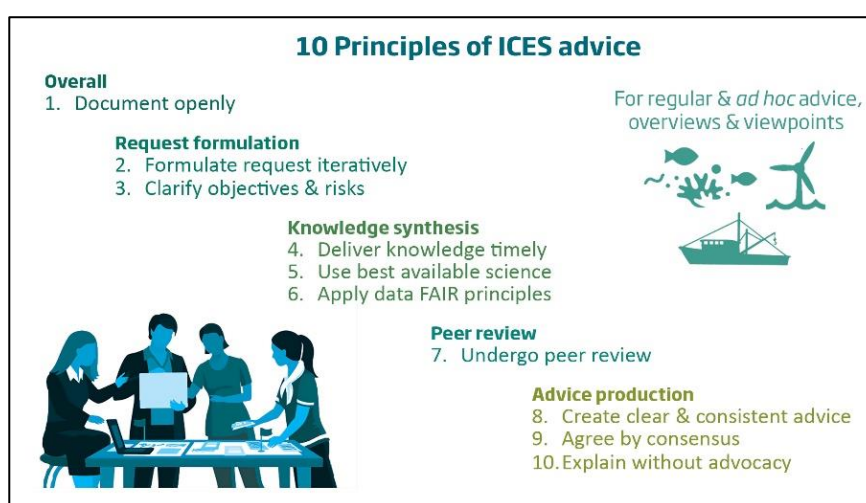 10 Principles of ICES advice
Overall
1. Document openly
For regular & ad hoc advice,
overviews & viewpoints
Request formulation
2. Formulate request iteratively
3. Clarify objectives & risks
Knowledge synthesis
4. Deliver knowledge timely
5. Use best available science
6. Apply data FAIR principles
Peer review
7. Undergo peer review
Advice production
8. Create clear & consistent advice
9. Agree by consensus
10. Explain without advocacy